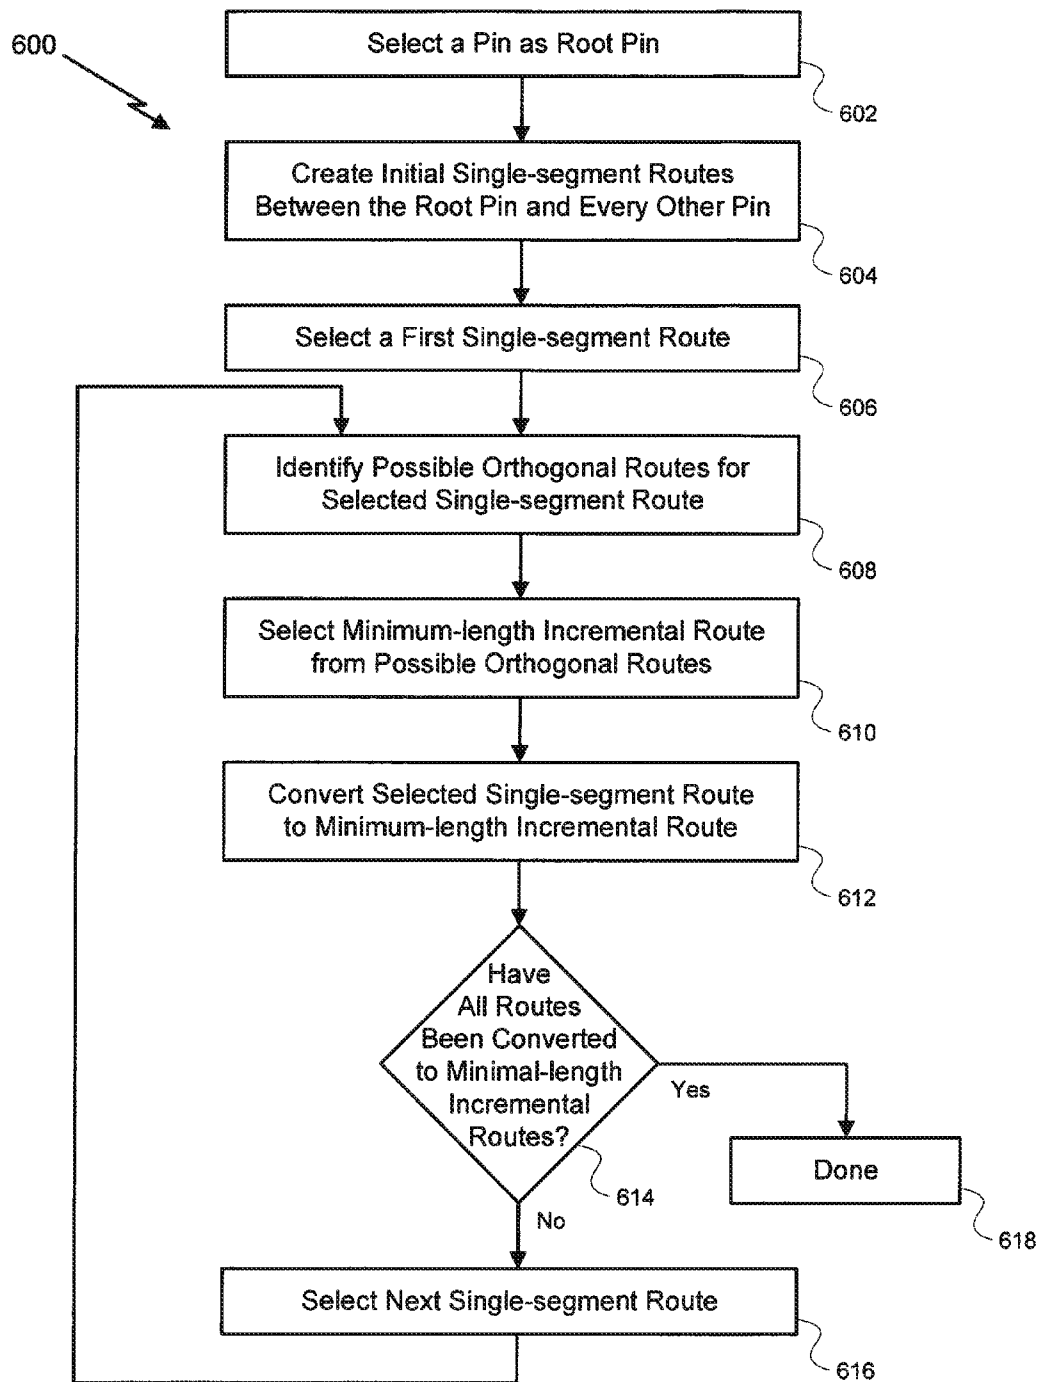 600
Select a Pin as Root Pin
602
Create Initial Single-segment Routes
Between the Root Pin and Every Other Pin
604
Select a First Single-segment Route
606
Identify Possible Orthogonal Routes for
Selected Single-segment Route
608
Select Minimum-length Incremental Route
from Possible Orthogonal Routes
610
Convert Selected Single-segment Route
to Minimum-length Incremental Route
612
Have
All Routes
Been Converted
to Minimal-length
Incremental
Routes?
614
Yes
Done
618
No
Select Next Single-segment Route
616